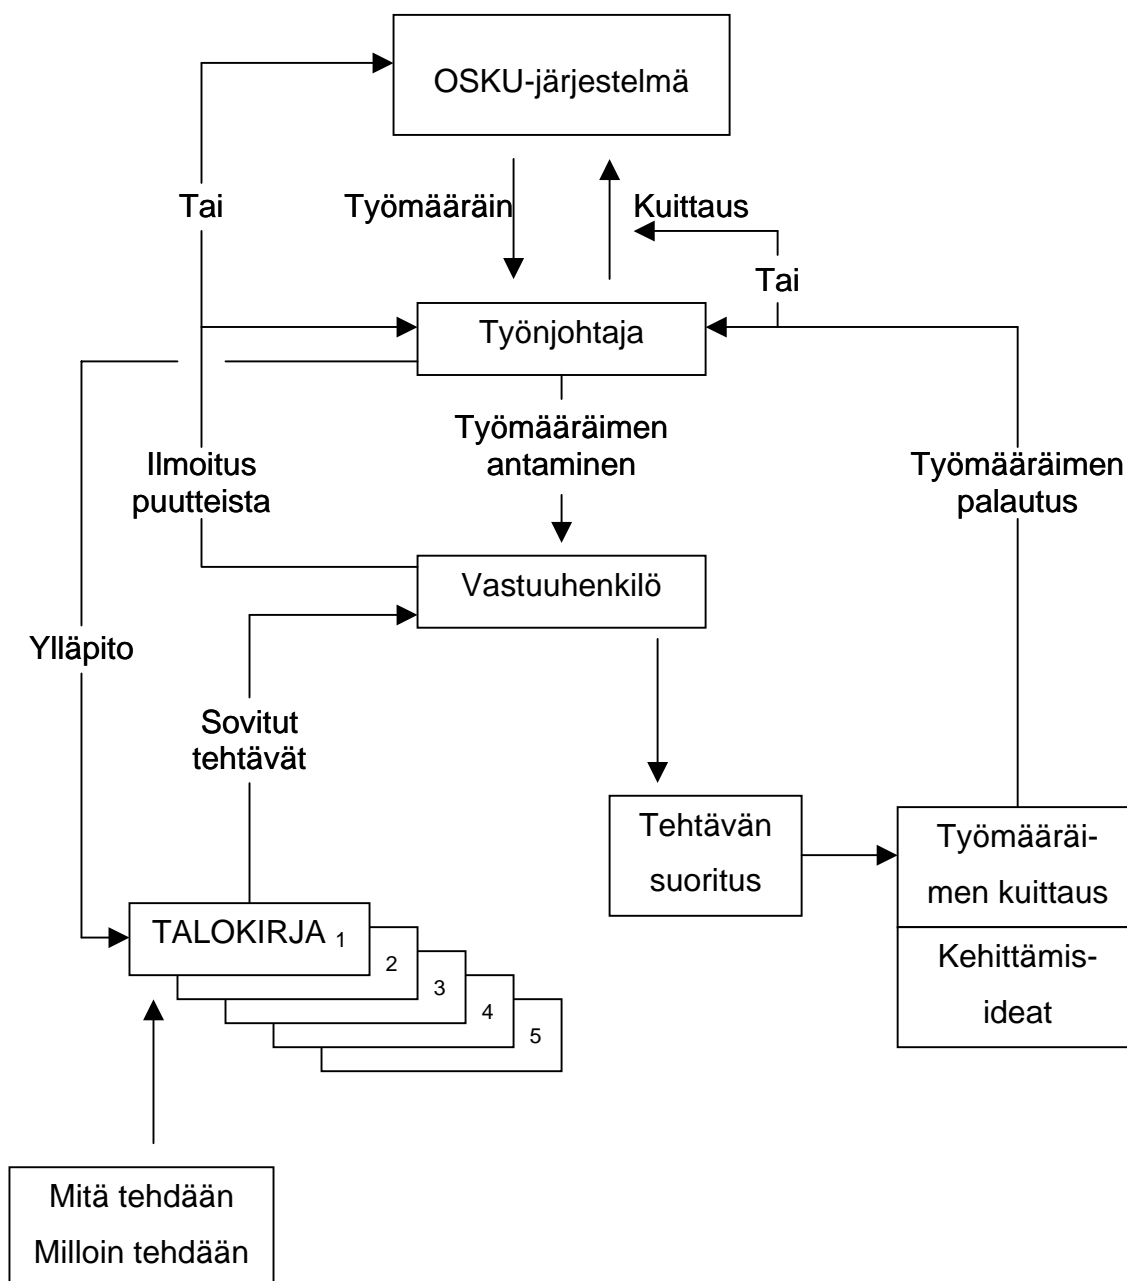 OSKU-järjestelmä
Tai
Työmääräin
Kuittaus
Tai
Työnjohtaja
Työmääräimen
antaminen
Ilmoitus
puutteista
Työmääräimen
palautus
Vastuuhenkilö
Ylläpito
Sovitut
tehtävät
Tehtävän
suoritus
Työmääräi-
men kuittaus
Kehittämis-
ideat
TALOKIRJA 1
2
3
4
5
Mitä tehdään
Milloin tehdään